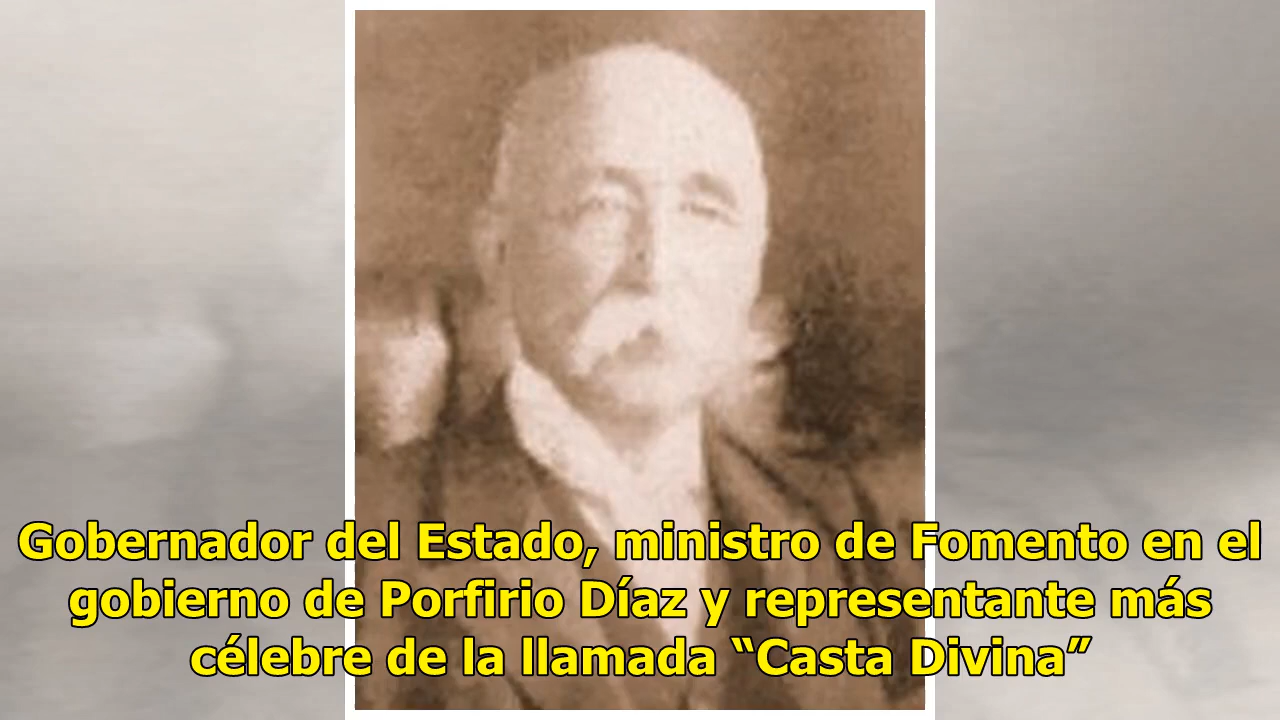 Gobernador del Estado, ministro de Fomento en el
gobierno de Porfirio Díaz y representante más
célebre de la llamada “Casta Divina”